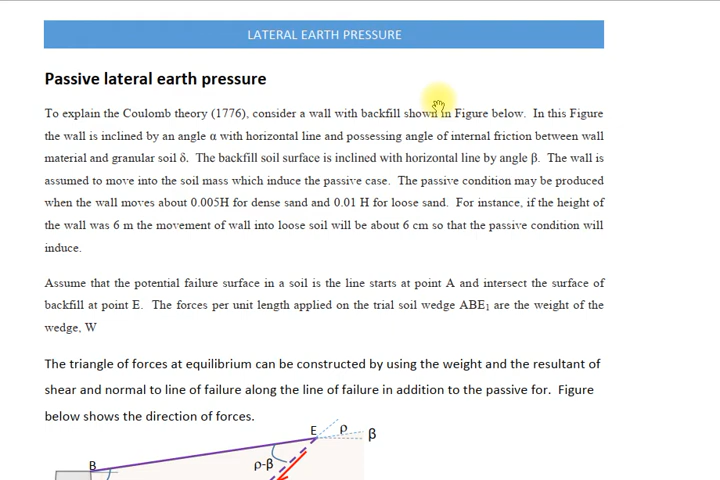 LATERAL EARTH PRESSURE
Passive lateral earth pressure
To explain the Coulomb theory (1776), consider a wall with backfill shown in Figure below. In this Figure
the wall is inclined by an angle α with horizontal line and possessing angle of internal friction between wall
material and granular soil δ. The backfill soil surface is inclined with horizontal line by angle β. The wall is
assumed to move into the soil mass which induce the passive case. The passive condition may be produced
when the wall moves about 0.005H for dense sand and 0.01 H for loose sand. For instance, if the height of
the wall was 6 m the movement of wall into loose soil will be about 6 cm so that the passive condition will
induce.
Assume that the potential failure surface in a soil is the line starts at point A and intersect the surface of
backfill at point E. The forces per unit length applied on the trial soil wedge ABE₁ are the weight of the
wedge, W
The triangle of forces at equilibrium can be constructed by using the weight and the resultant of
shear and normal to line of failure along the line of failure in addition to the passive for. Figure
below shows the direction of forces.
E ρ β
B ρ-β